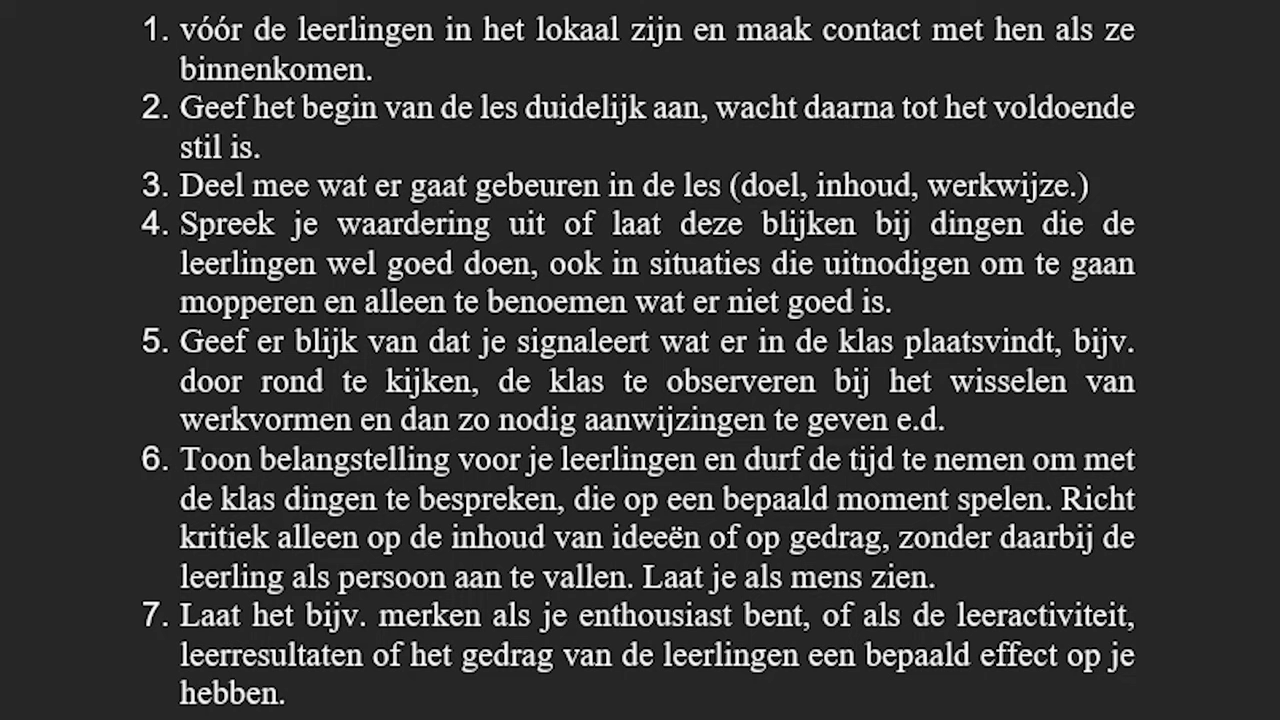 1. vóór de leerlingen in het lokaal zijn en maak contact met hen als ze
binnenkomen.
2. Geef het begin van de les duidelijk aan, wacht daarna tot het voldoende
stil is.
3. Deel mee wat er gaat gebeuren in de les (doel, inhoud, werkwijze.)
4. Spreek je waardering uit of laat deze blijken bij dingen die de
leerlingen wel goed doen, ook in situaties die uitnodigen om te gaan
mopperen en alleen te benoemen wat er niet goed is.
5. Geef er blijk van dat je signaleert wat er in de klas plaatsvindt, bijv.
door rond te kijken, de klas te observeren bij het wisselen van
werkvormen en dan zo nodig aanwijzingen te geven e.d.
6. Toon belangstelling voor je leerlingen en durf de tijd te nemen om met
de klas dingen te bespreken, die op een bepaald moment spelen. Richt
kritiek alleen op de inhoud van ideeën of op gedrag, zonder daarbij de
leerling als persoon aan te vallen. Laat je als mens zien.
7. Laat het bijv. merken als je enthousiast bent, of als de leeractiviteit,
leerresultaten of het gedrag van de leerlingen een bepaald effect op je
hebben.